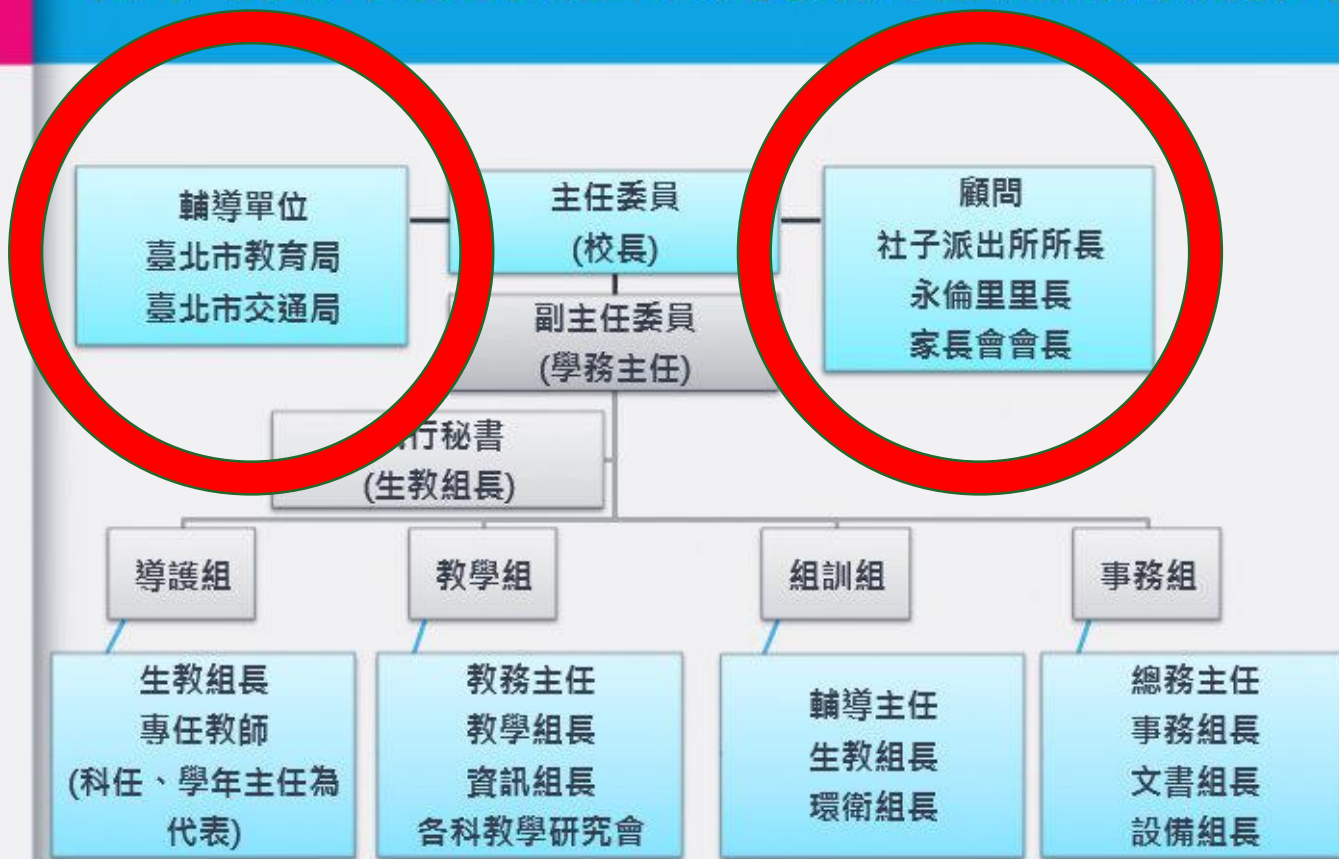 輔導單位
臺北市教育局
臺北市交通局
主任委員
(校長)
顧問
社子派出所所長
永倫里里長
家長會會長
副主任委員
(學務主任)
行秘書
(生教組長)
導護組
教學組
組訓組
事務組
生教組長
專任教師
(科任、學年主任為
代表)
教務主任
教學組長
資訊組長
各科教學研究會
輔導主任
生教組長
環衛組長
總務主任
事務組長
文書組長
設備組長